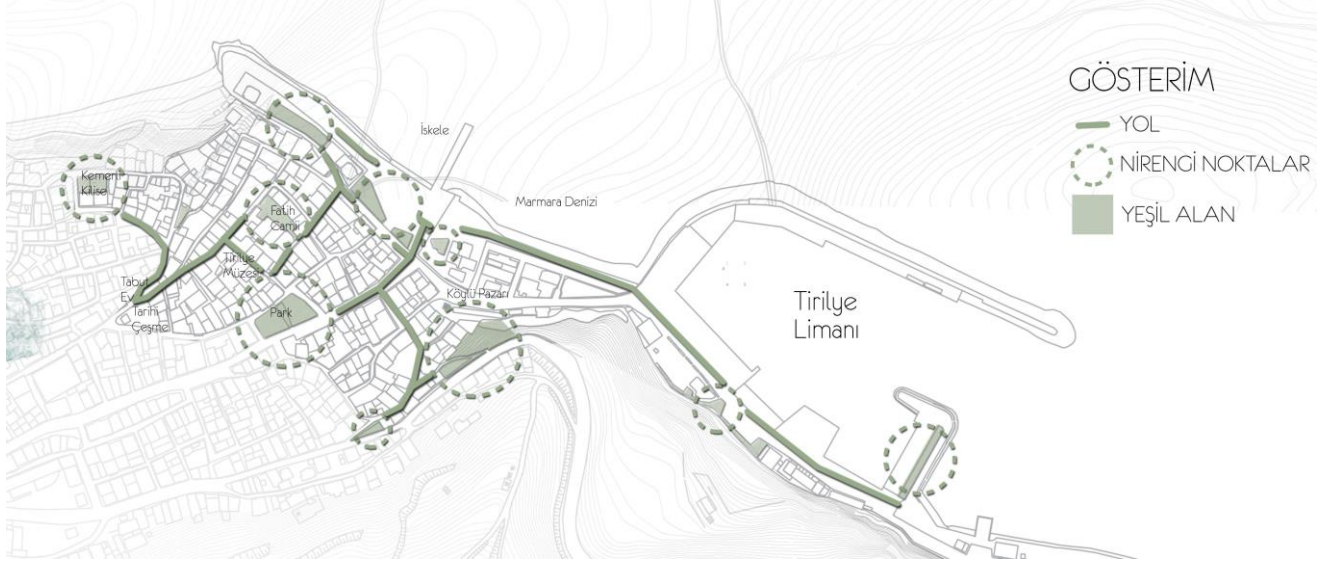 GÖSTERİM
YOL
NİRENGİ NOKTALAR
YEŞİL ALAN
İskele
Kemerli
Kilise
Marmara Denizi
Fatih
Camii
Tirilye
Müzesi
Tabut
Ev
Tarihi
Çeşme
Park
Köylü Pazarı
Tirilye
Limanı